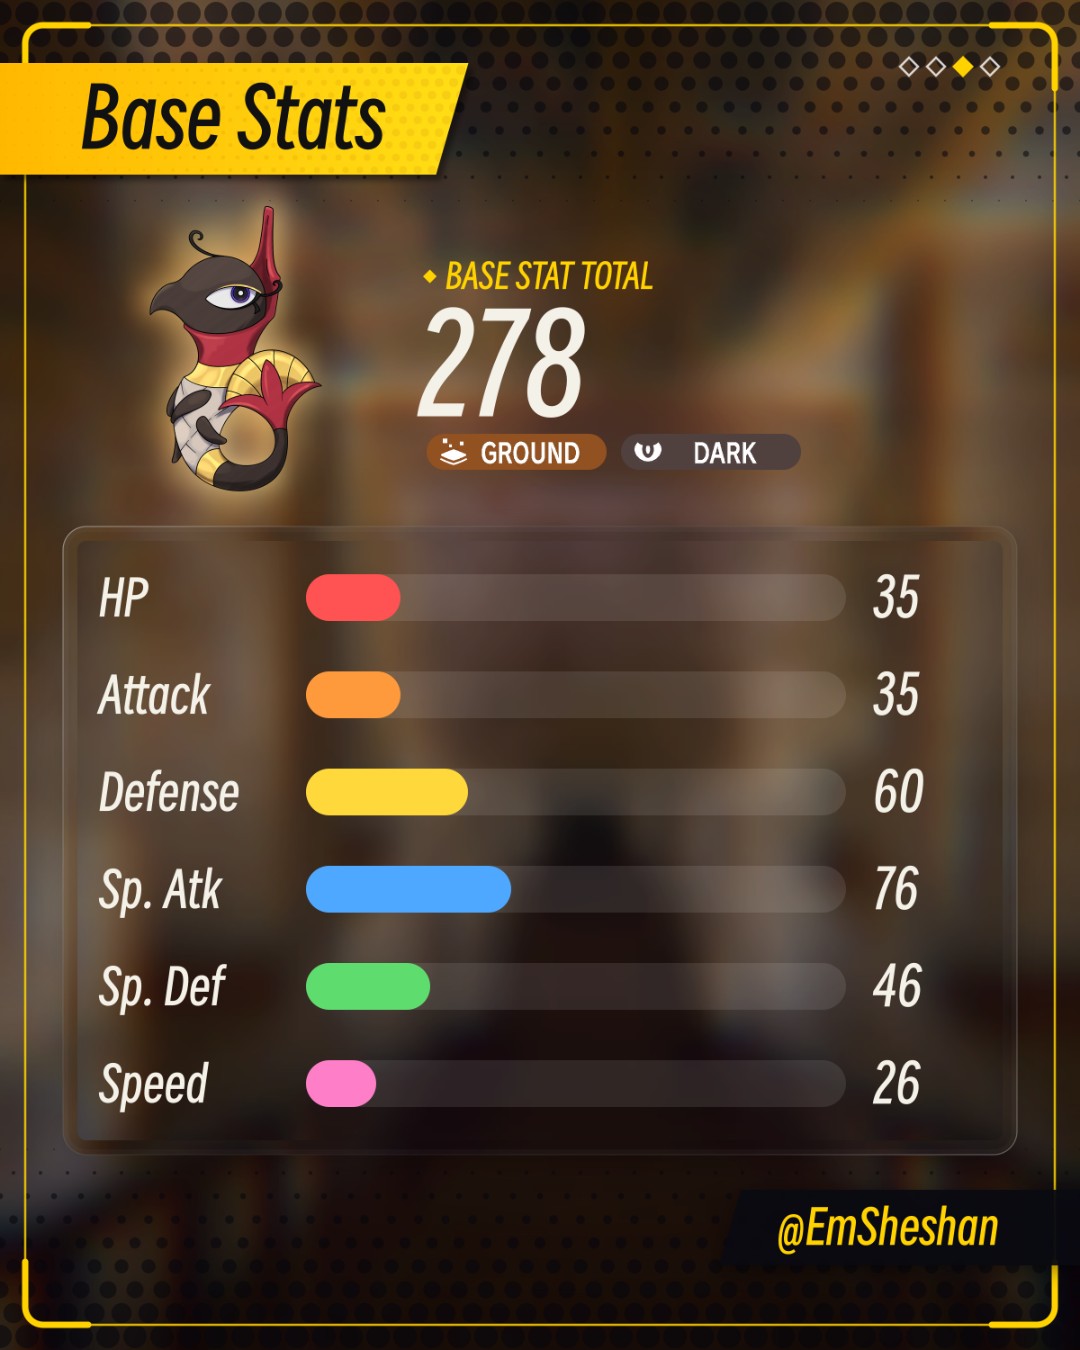 Base Stats
BASE STAT TOTAL
278
GROUND DARK
HP 35
Attack 35
Defense 60
Sp. Atk 76
Sp. Def 46
Speed 26
@EmSheshan